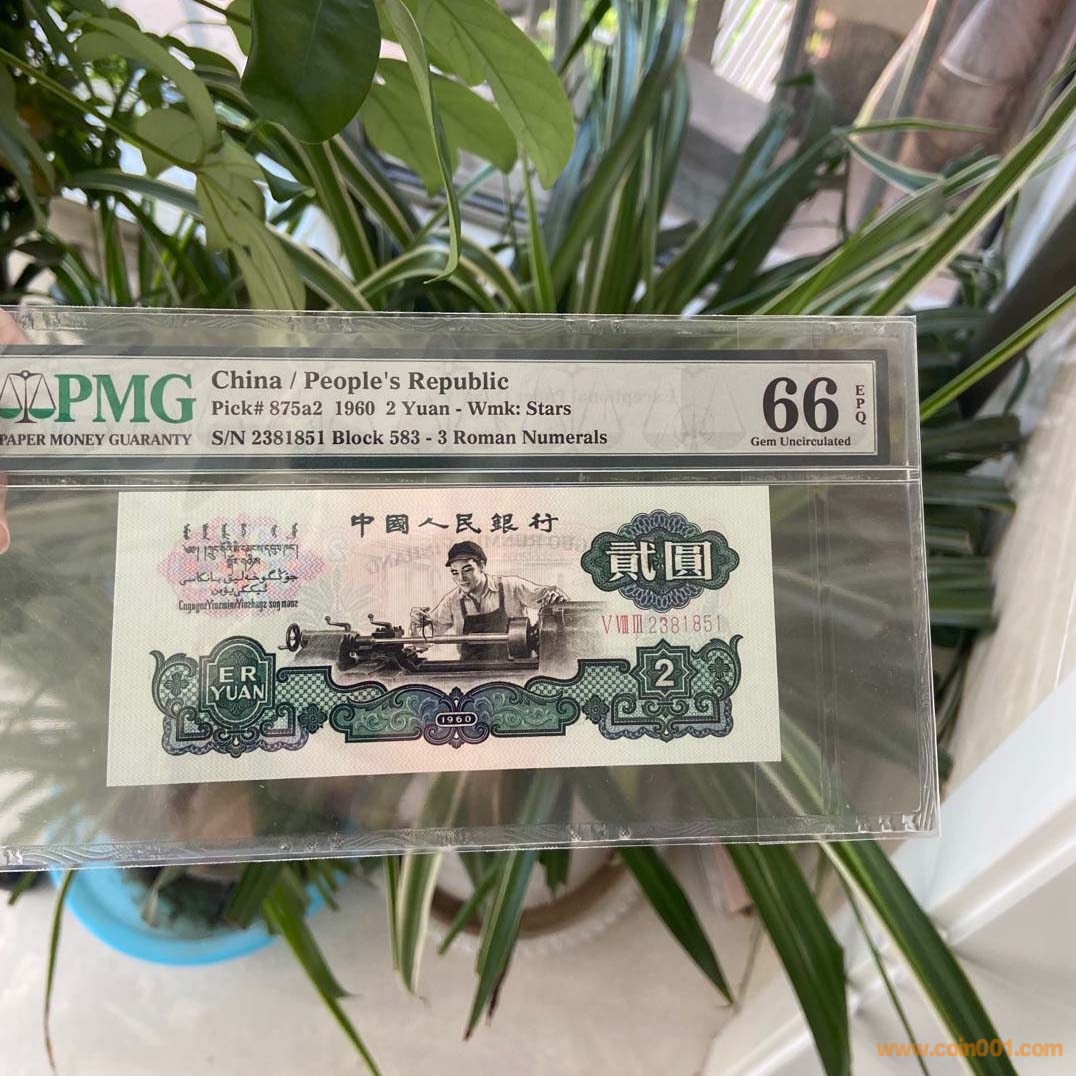 PMG
PAPER MONEY GUARANTY
China / People's Republic
Pick# 875a2 1960 2 Yuan - Wmk: Stars
S/N 2381851 Block 583 - 3 Roman Numerals
66
EPQ
Gem Uncirculated
中國人民銀行
貳圓
V VIII III 2381851
ER
YUAN
1960
2
www.coin001.com